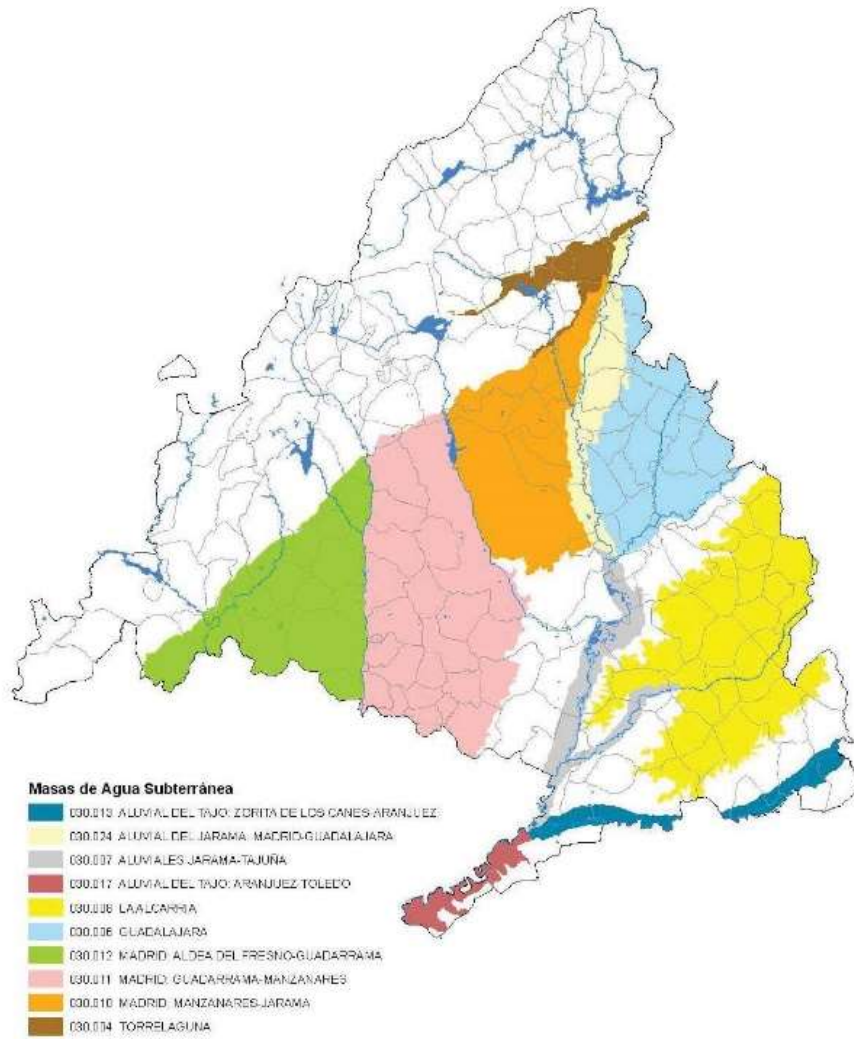 Masas de Agua Subterránea
030.013 ALUVIAL DEL TAJO: ZORITA DE LOS CANES-ARANJUEZ
030.024 ALUVIAL DEL JARAMA: MADRID-GUADALAJARA
030.007 ALUVIALES JARAMA-TAJUÑA
030.017 ALUVIAL DEL TAJO: ARANJUEZ-TOLEDO
030.008 LA ALCARRIA
030.006 GUADALAJARA
030.012 MADRID: ALDEA DEL FRESNO-GUADARRAMA
030.011 MADRID: GUADARRAMA-MANZANARES
030.010 MADRID: MANZANARES-JARAMA
030.004 TORRELAGUNA